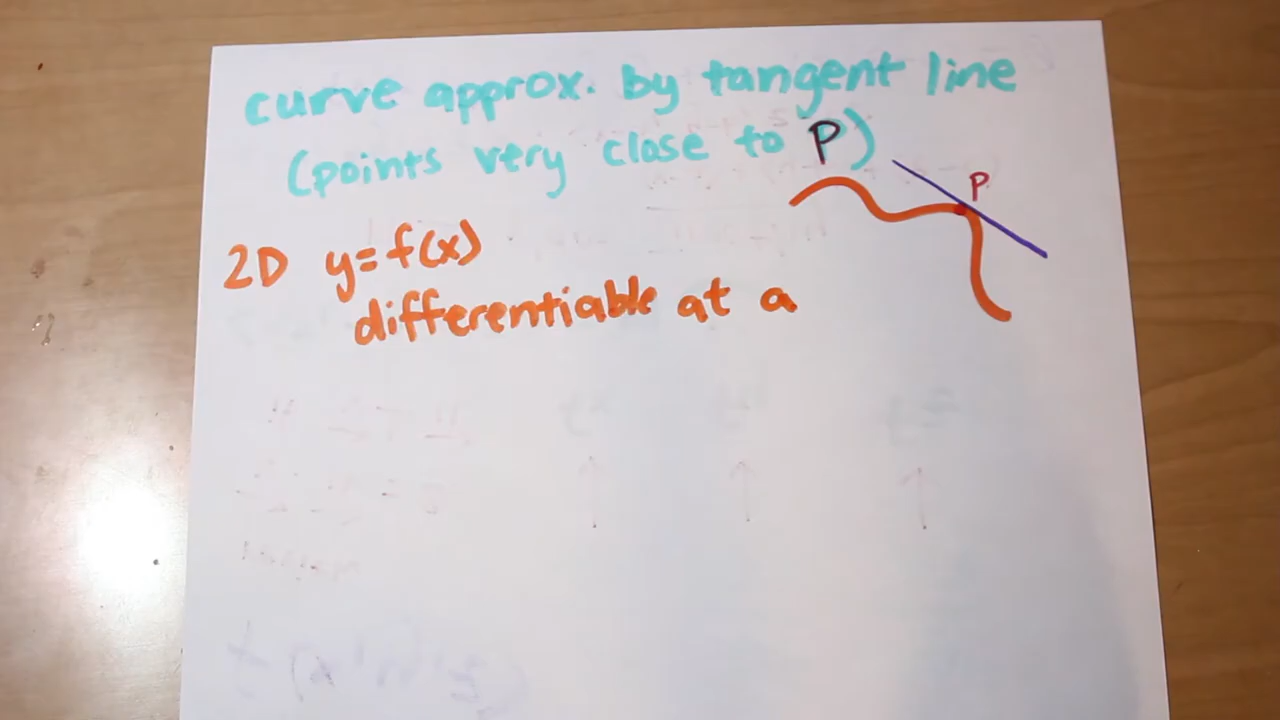 curve approx. by tangent line
(points very close to P)
P
2D y=f(x)
differentiable at a